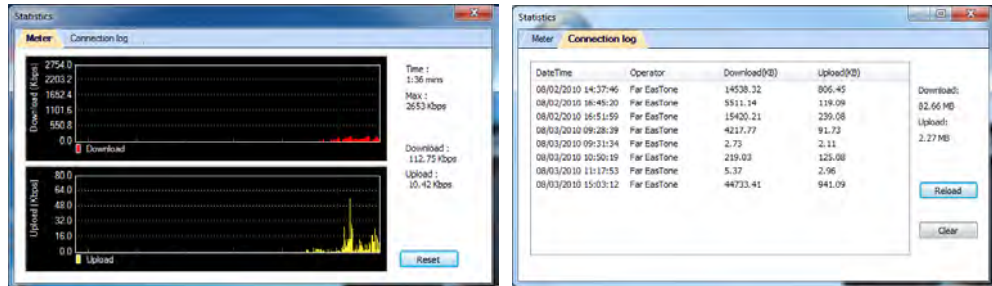 Statistics
Meter Connection log
Download (Kbps)
2754.0
2203.2
1652.4
1101.6
550.8
0.0
Download
Upload (Kbps)
80.0
64.0
48.0
32.0
16.0
0.0
Upload
Time :
1:36 mins
Max :
2653 Kbps
Download :
112.75 Kbps
Upload :
10.42 Kbps
Reset
Statistics
Meter Connection log
DateTime Operator Download(KB) Upload(KB)
08/02/2010 14:37:46 Far EasTone 14538.32 806.45
08/02/2010 16:45:20 Far EasTone 5511.14 119.09
08/02/2010 16:51:59 Far EasTone 15420.21 239.08
08/03/2010 09:28:39 Far EasTone 4217.77 91.73
08/03/2010 09:31:34 Far EasTone 2.73 2.11
08/03/2010 10:50:19 Far EasTone 219.03 125.08
08/03/2010 11:17:53 Far EasTone 5.37 2.96
08/03/2010 15:03:12 Far EasTone 44733.41 941.09
Download:
82.66 MB
Upload:
2.27 MB
Reload
Clear